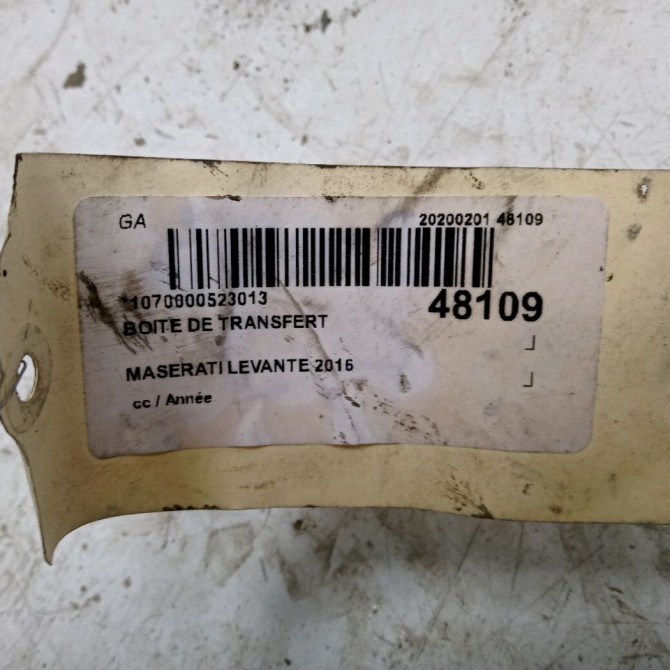 GA 20200201 48109
*1070000523013 48109
BOITE DE TRANSFERT
MASERATI LEVANTE 2016
cc / Année